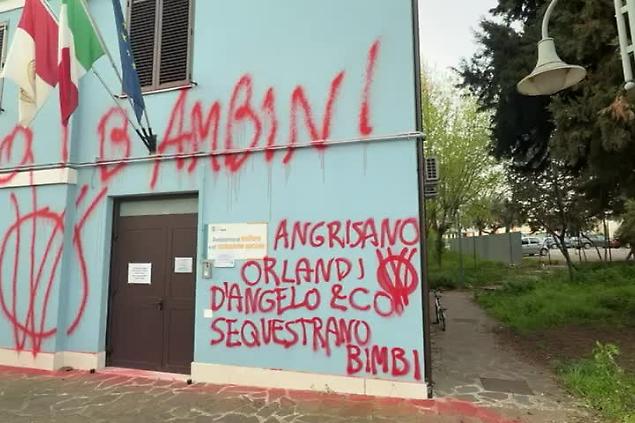 I BAMBINI
ANGRISANO
ORLANDI
D'ANGELO & CO
SEQUESTRANO
BIMBI